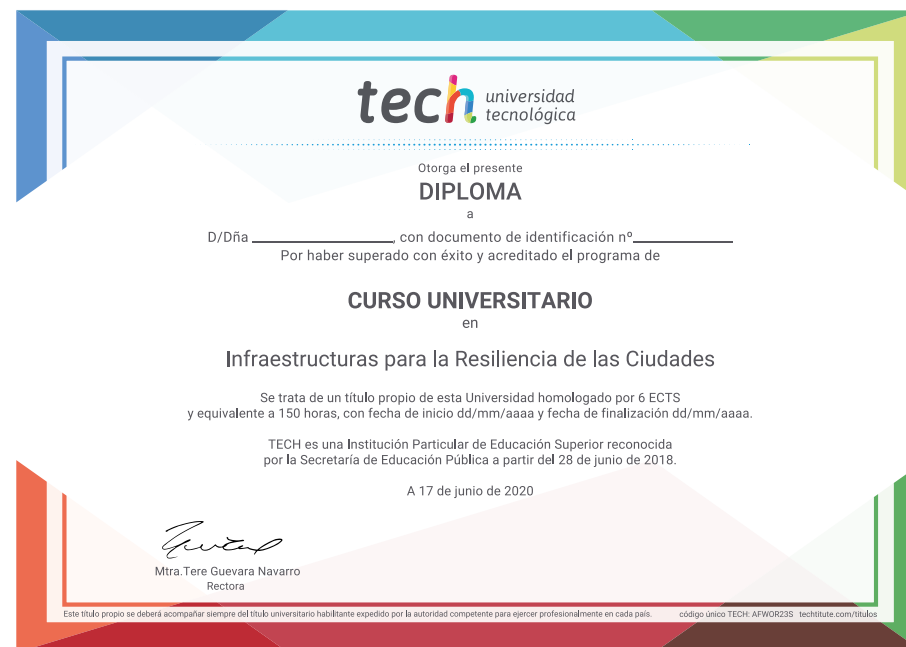 tech universidad
tecnológica
Otorga el presente
DIPLOMA
a
D/Dña ____________________, con documento de identificación nº______________
Por haber superado con éxito y acreditado el programa de
CURSO UNIVERSITARIO
en
Infraestructuras para la Resiliencia de las Ciudades
Se trata de un título propio de esta Universidad homologado por 6 ECTS
y equivalente a 150 horas, con fecha de inicio dd/mm/aaaa y fecha de finalización dd/mm/aaaa.
TECH es una Institución Particular de Educación Superior reconocida
por la Secretaría de Educación Pública a partir del 28 de junio de 2018.
A 17 de junio de 2020
Mtra.Tere Guevara Navarro
Rectora
Este título propio se deberá acompañar siempre del título universitario habilitante expedido por la autoridad competente para ejercer profesionalmente en cada país. código único TECH: AFWOR23S techtitute.com/titulos